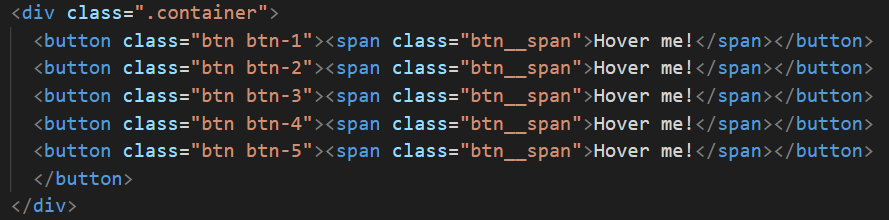 <div class=".container">
<button class="btn btn-1"><span class="btn__span">Hover me!</span></button>
<button class="btn btn-2"><span class="btn__span">Hover me!</span></button>
<button class="btn btn-3"><span class="btn__span">Hover me!</span></button>
<button class="btn btn-4"><span class="btn__span">Hover me!</span></button>
<button class="btn btn-5"><span class="btn__span">Hover me!</span></button>
</button>
</div>